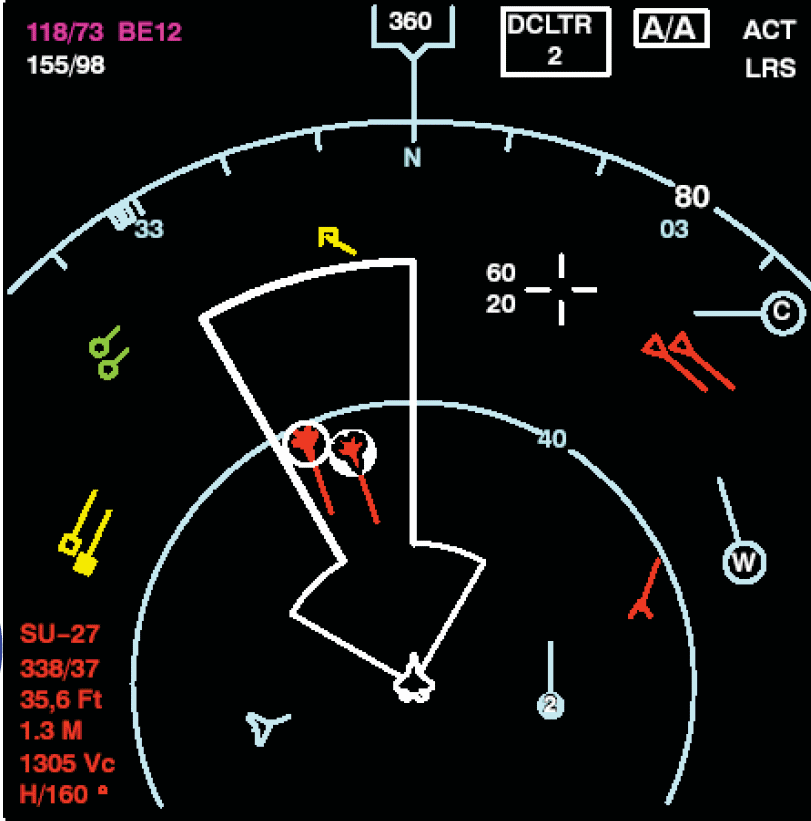 118/73 BE12
155/98
360
DCLTR
2
A/A
ACT
LRS
N
33
80
03
60
20
C
40
W
SU-27
338/37
35,6 Ft
1.3 M
1305 Vc
H/160 °
2